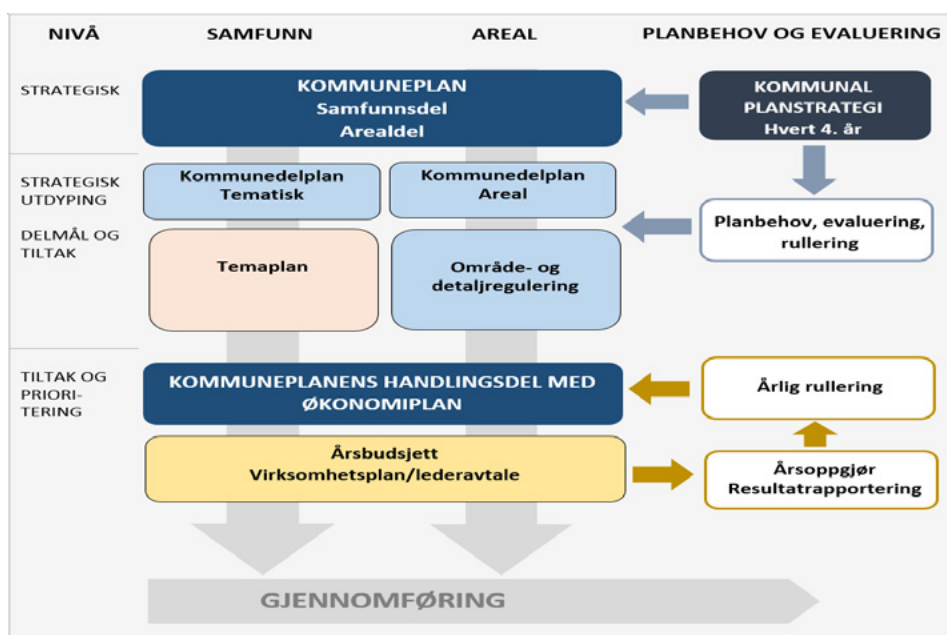 NIVÅ
SAMFUNN
AREAL
PLANBEHOV OG EVALUERING
STRATEGISK
KOMMUNEPLAN
Samfunnsdel
Arealdel
KOMMUNAL
PLANSTRATEGI
Hvert 4. år
STRATEGISK
UTDYPING
Kommunedelplan
Tematisk
Kommunedelplan
Areal
DELMÅL OG
TILTAK
Temaplan
Område- og
detaljregulering
Planbehov, evaluering,
rullering
TILTAK OG
PRIORI-
TERING
KOMMUNEPLANENS HANDLINGSDEL MED
ØKONOMIPLAN
Årlig rullering
Årsbudsjett
Virksomhetsplan/lederavtale
Årsoppgjør
Resultatrapportering
GJENNOMFØRING